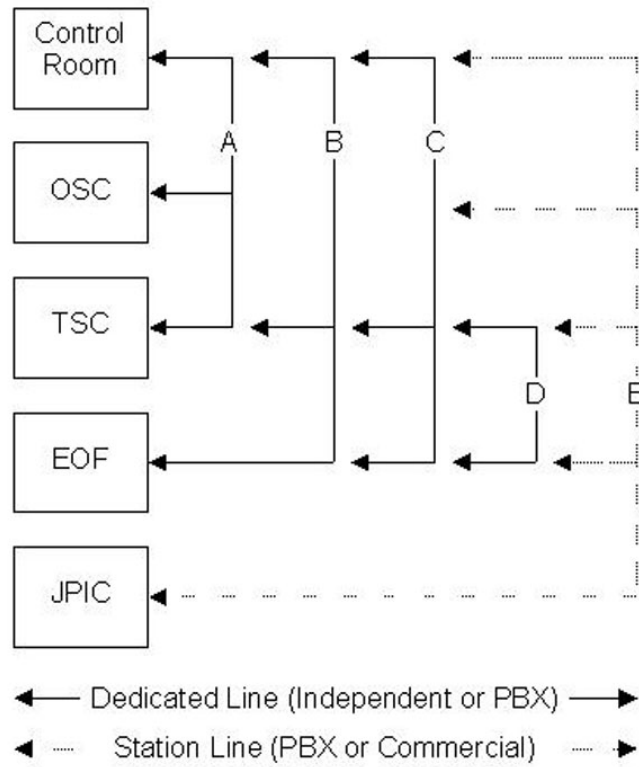 Control
Room
A
B
C
OSC
TSC
D
E
EOF
JPIC
Dedicated Line (Independent or PBX)
Station Line (PBX or Commercial)